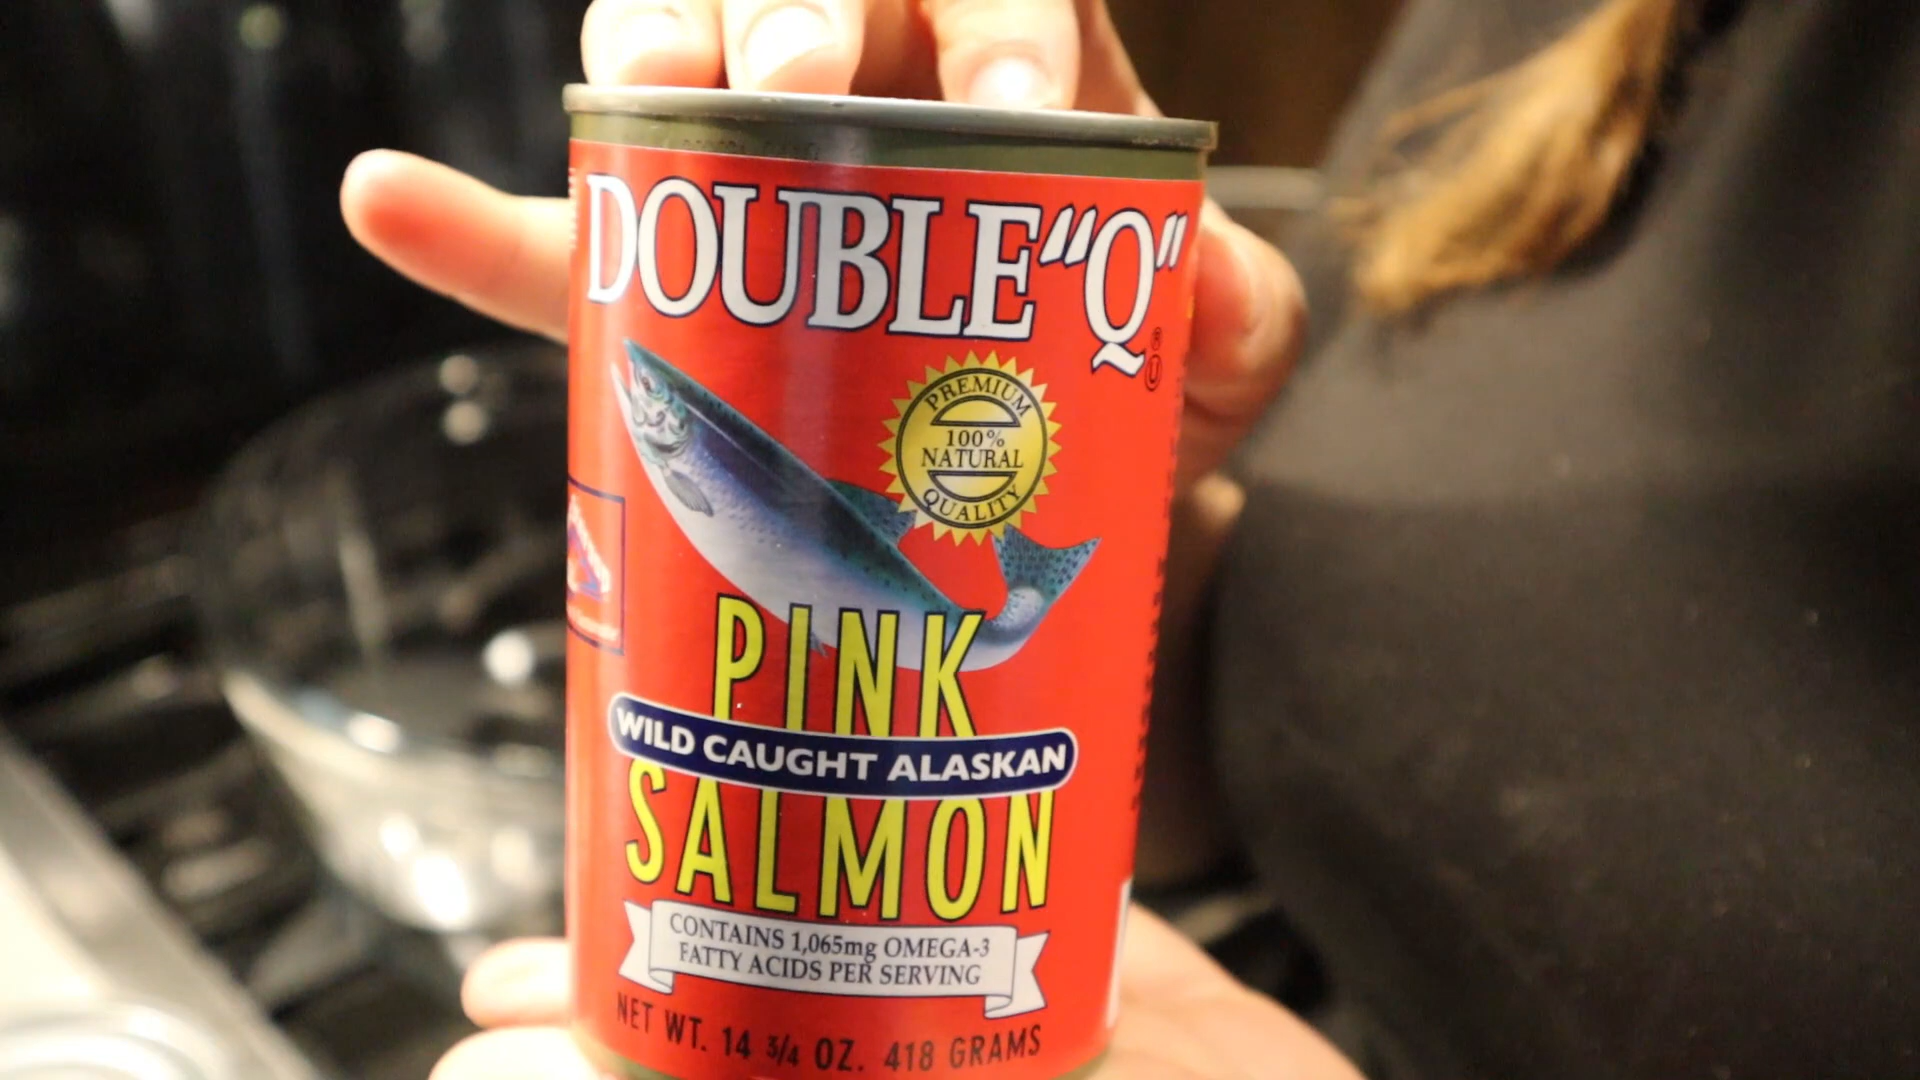 DOUBLE "Q"
®
U
PREMIUM
100%
NATURAL
QUALITY
PINK
WILD CAUGHT ALASKAN
SALMON
CONTAINS 1,065mg OMEGA-3
FATTY ACIDS PER SERVING
NET WT. 14 3/4 OZ. 418 GRAMS